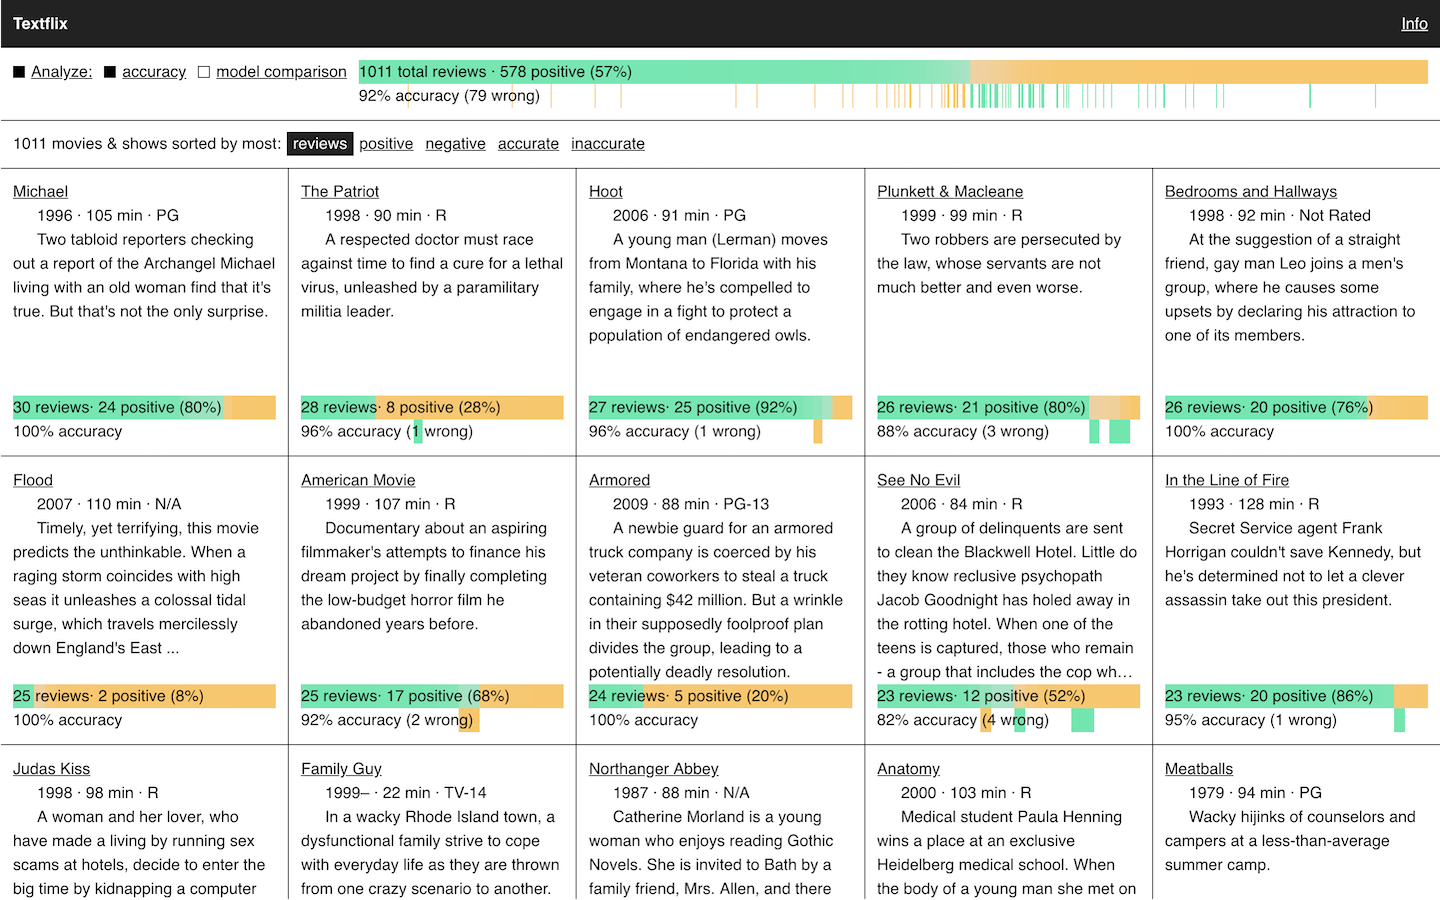 Textflix
Info
Analyze: accuracy model comparison
1011 total reviews · 578 positive (57%)
92% accuracy (79 wrong)
1011 movies & shows sorted by most: reviews positive negative accurate inaccurate
Michael
1996 · 105 min · PG
Two tabloid reporters checking
out a report of the Archangel Michael
living with an old woman find that it's
true. But that's not the only surprise.
30 reviews· 24 positive (80%)
100% accuracy
The Patriot
1998 · 90 min · R
A respected doctor must race
against time to find a cure for a lethal
virus, unleashed by a paramilitary
militia leader.
28 reviews· 8 positive (28%)
96% accuracy (1 wrong)
Hoot
2006 · 91 min · PG
A young man (Lerman) moves
from Montana to Florida with his
family, where he's compelled to
engage in a fight to protect a
population of endangered owls.
27 reviews· 25 positive (92%)
96% accuracy (1 wrong)
Plunkett & Macleane
1999 · 99 min · R
Two robbers are persecuted by
the law, whose servants are not
much better and even worse.
26 reviews· 21 positive (80%)
88% accuracy (3 wrong)
Bedrooms and Hallways
1998 · 92 min · Not Rated
At the suggestion of a straight
friend, gay man Leo joins a men's
group, where he causes some
upsets by declaring his attraction to
one of its members.
26 reviews· 20 positive (76%)
100% accuracy
Flood
2007 · 110 min · N/A
Timely, yet terrifying, this movie
predicts the unthinkable. When a
raging storm coincides with high
seas it unleashes a colossal tidal
surge, which travels mercilessly
down England's East ...
25 reviews· 2 positive (8%)
100% accuracy
American Movie
1999 · 107 min · R
Documentary about an aspiring
filmmaker's attempts to finance his
dream project by finally completing
the low-budget horror film he
abandoned years before.
25 reviews· 17 positive (68%)
92% accuracy (2 wrong)
Armored
2009 · 88 min · PG-13
A newbie guard for an armored
truck company is coerced by his
veteran coworkers to steal a truck
containing $42 million. But a wrinkle
in their supposedly foolproof plan
divides the group, leading to a
potentially deadly resolution.
24 reviews· 5 positive (20%)
100% accuracy
See No Evil
2006 · 84 min · R
A group of delinquents are sent
to clean the Blackwell Hotel. Little do
they know reclusive psychopath
Jacob Goodnight has holed away in
the rotting hotel. When one of the
teens is captured, those who remain
- a group that includes the cop wh...
23 reviews· 12 positive (52%)
82% accuracy (4 wrong)
In the Line of Fire
1993 · 128 min · R
Secret Service agent Frank
Horrigan couldn't save Kennedy, but
he's determined not to let a clever
assassin take out this president.
23 reviews· 20 positive (86%)
95% accuracy (1 wrong)
Judas Kiss
1998 · 98 min · R
A woman and her lover, who
have made a living by running sex
scams at hotels, decide to enter the
big time by kidnapping a computer
Family Guy
1999– · 22 min · TV-14
In a wacky Rhode Island town, a
dysfunctional family strive to cope
with everyday life as they are thrown
from one crazy scenario to another.
Northanger Abbey
1987 · 88 min · N/A
Catherine Morland is a young
woman who enjoys reading Gothic
Novels. She is invited to Bath by a
family friend, Mrs. Allen, and there
Anatomy
2000 · 103 min · R
Medical student Paula Henning
wins a place at an exclusive
Heidelberg medical school. When
the body of a young man she met on
Meatballs
1979 · 94 min · PG
Wacky hijinks of counselors and
campers at a less-than-average
summer camp.